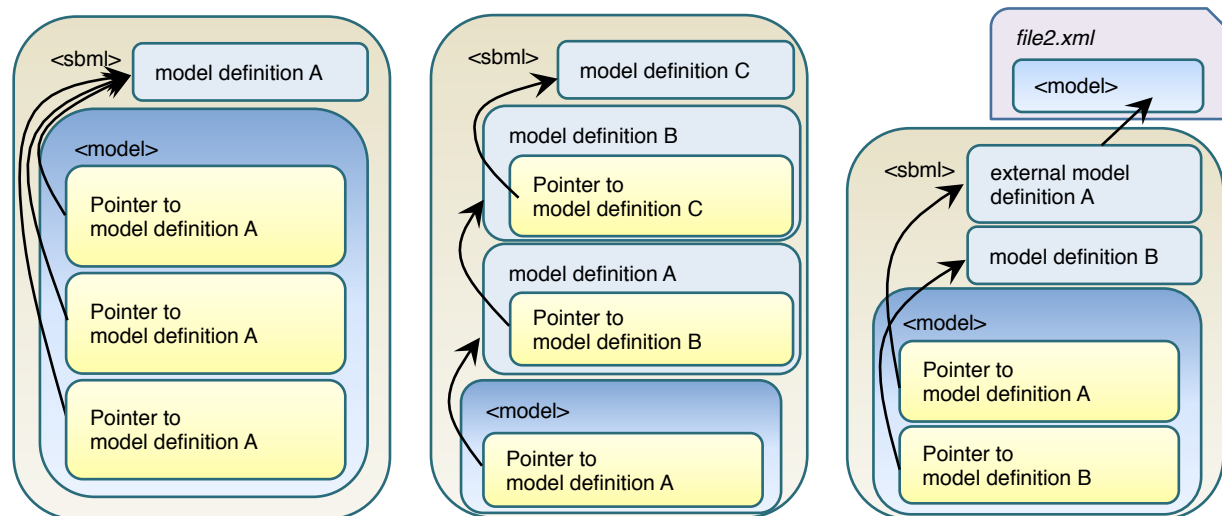 <sbml>
model definition A
<model>
Pointer to
model definition A
Pointer to
model definition A
Pointer to
model definition A
<sbml>
model definition C
model definition B
Pointer to
model definition C
model definition A
Pointer to
model definition B
<model>
Pointer to
model definition A
file2.xml
<model>
<sbml>
external model
definition A
model definition B
<model>
Pointer to
model definition A
Pointer to
model definition B